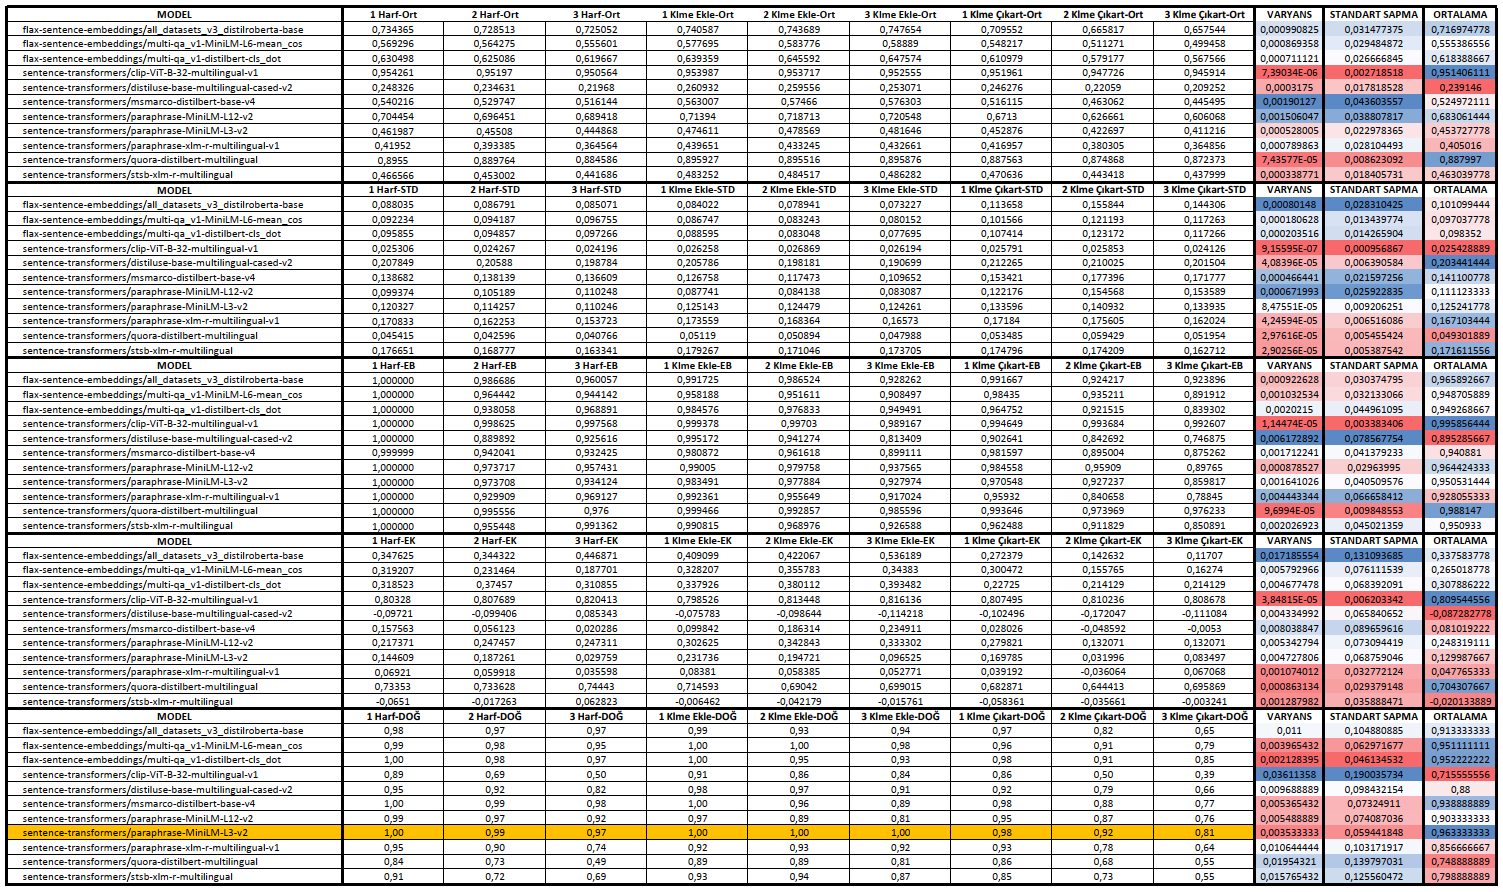 MODEL 1 Harf-Ort 2 Harf-Ort 3 Harf-Ort 1 Klme Ekle-Ort 2 Klme Ekle-Ort 3 Klme Ekle-Ort 1 Klme Çıkart-Ort 2 Klme Çıkart-Ort 3 Klme Çıkart-Ort VARYANS STANDART SAPMA ORTALAMA
flax-sentence-embeddings/all_datasets_v3_distilroberta-base 0,734365 0,728513 0,725052 0,740587 0,743689 0,747654 0,709552 0,665817 0,657544 0,000990825 0,031477375 0,716974778
flax-sentence-embeddings/multi-qa_v1-MiniLM-L6-mean_cos 0,569296 0,564275 0,555601 0,577695 0,583776 0,58889 0,548217 0,511271 0,499458 0,000869358 0,029484872 0,555386556
flax-sentence-embeddings/multi-qa_v1-distilbert-cls_dot 0,630498 0,625086 0,619667 0,639359 0,645592 0,647574 0,610979 0,579177 0,567566 0,000711121 0,026666845 0,618388667
sentence-transformers/clip-ViT-B-32-multilingual-v1 0,954261 0,95197 0,950564 0,953987 0,953717 0,952555 0,951961 0,947726 0,945914 7,39034E-06 0,002718518 0,951406111
sentence-transformers/distiluse-base-multilingual-cased-v2 0,248326 0,234631 0,21968 0,260932 0,259556 0,253071 0,246276 0,22059 0,209252 0,0003175 0,017818528 0,239146
sentence-transformers/msmarco-distilbert-base-v4 0,540216 0,529747 0,516144 0,563007 0,57466 0,576303 0,516115 0,463062 0,445495 0,00190127 0,043603557 0,524972111
sentence-transformers/paraphrase-MiniLM-L12-v2 0,704454 0,696451 0,689418 0,71394 0,718713 0,720548 0,6713 0,626661 0,606068 0,001506047 0,038807817 0,683061444
sentence-transformers/paraphrase-MiniLM-L3-v2 0,461987 0,45508 0,444868 0,474611 0,478569 0,481646 0,452876 0,422697 0,411216 0,000528005 0,022978365 0,453727778
sentence-transformers/paraphrase-xlm-r-multilingual-v1 0,41952 0,393385 0,364564 0,439651 0,433245 0,432661 0,416957 0,380305 0,364856 0,000789863 0,028104493 0,405016
sentence-transformers/quora-distilbert-multilingual 0,8955 0,889764 0,884586 0,895927 0,895516 0,895876 0,887563 0,874868 0,872373 7,43577E-05 0,008623092 0,887997
sentence-transformers/stsb-xlm-r-multilingual 0,466566 0,453002 0,441686 0,483252 0,484517 0,486282 0,470636 0,443418 0,437999 0,000338771 0,018405731 0,463039778
MODEL 1 Harf-STD 2 Harf-STD 3 Harf-STD 1 Klme Ekle-STD 2 Klme Ekle-STD 3 Klme Ekle-STD 1 Klme Çıkart-STD 2 Klme Çıkart-STD 3 Klme Çıkart-STD VARYANS STANDART SAPMA ORTALAMA
flax-sentence-embeddings/all_datasets_v3_distilroberta-base 0,088035 0,086791 0,085071 0,084022 0,078941 0,073227 0,113658 0,155844 0,144306 0,00080148 0,028310425 0,101099444
flax-sentence-embeddings/multi-qa_v1-MiniLM-L6-mean_cos 0,092234 0,094187 0,096755 0,086747 0,083243 0,080152 0,101566 0,121193 0,117263 0,000180628 0,013439774 0,097037778
flax-sentence-embeddings/multi-qa_v1-distilbert-cls_dot 0,095855 0,094857 0,097266 0,088595 0,083048 0,077695 0,107414 0,123172 0,117266 0,000203516 0,014265904 0,098352
sentence-transformers/clip-ViT-B-32-multilingual-v1 0,025306 0,024267 0,024196 0,026258 0,026869 0,026194 0,025791 0,025853 0,024126 9,15595E-07 0,000956867 0,025428889
sentence-transformers/distiluse-base-multilingual-cased-v2 0,207849 0,20588 0,198784 0,205786 0,198181 0,190699 0,212265 0,210025 0,201504 4,08396E-05 0,006390584 0,203441444
sentence-transformers/msmarco-distilbert-base-v4 0,138682 0,138139 0,136609 0,126758 0,117473 0,109652 0,153421 0,177396 0,171777 0,000466441 0,021597256 0,141100778
sentence-transformers/paraphrase-MiniLM-L12-v2 0,099374 0,105189 0,110248 0,087741 0,084138 0,083087 0,122176 0,154568 0,153589 0,000671993 0,025922835 0,111123333
sentence-transformers/paraphrase-MiniLM-L3-v2 0,120327 0,114257 0,110246 0,125143 0,124479 0,124261 0,133596 0,140932 0,133935 8,47551E-05 0,009206251 0,125241778
sentence-transformers/paraphrase-xlm-r-multilingual-v1 0,170833 0,162253 0,153723 0,173559 0,168364 0,16573 0,17184 0,175605 0,162024 4,24594E-05 0,006516086 0,167103444
sentence-transformers/quora-distilbert-multilingual 0,045415 0,042596 0,040766 0,05119 0,050894 0,047988 0,053485 0,059429 0,051954 2,97616E-05 0,005455424 0,049301889
sentence-transformers/stsb-xlm-r-multilingual 0,176651 0,168777 0,163341 0,179267 0,171046 0,173705 0,174796 0,174209 0,162712 2,90256E-05 0,005387542 0,171611556
MODEL 1 Harf-EB 2 Harf-EB 3 Harf-EB 1 Klme Ekle-EB 2 Klme Ekle-EB 3 Klme Ekle-EB 1 Klme Çıkart-EB 2 Klme Çıkart-EB 3 Klme Çıkart-EB VARYANS STANDART SAPMA ORTALAMA
flax-sentence-embeddings/all_datasets_v3_distilroberta-base 1,000000 0,986686 0,960057 0,991725 0,986524 0,928262 0,991667 0,924217 0,923896 0,000922628 0,030374795 0,965892667
flax-sentence-embeddings/multi-qa_v1-MiniLM-L6-mean_cos 1,000000 0,964442 0,944142 0,958188 0,951611 0,908497 0,98435 0,935211 0,891912 0,001032534 0,032133066 0,948705889
flax-sentence-embeddings/multi-qa_v1-distilbert-cls_dot 1,000000 0,938058 0,968891 0,984576 0,976833 0,949491 0,964752 0,921515 0,839302 0,0020215 0,044961095 0,949268667
sentence-transformers/clip-ViT-B-32-multilingual-v1 1,000000 0,998625 0,997568 0,999378 0,99703 0,989167 0,994649 0,993684 0,992607 1,14474E-05 0,003383406 0,995856444
sentence-transformers/distiluse-base-multilingual-cased-v2 1,000000 0,889892 0,925616 0,995172 0,941274 0,813409 0,902641 0,842692 0,746875 0,006172892 0,078567754 0,895285667
sentence-transformers/msmarco-distilbert-base-v4 0,999999 0,942041 0,932425 0,980872 0,961618 0,899111 0,981597 0,895004 0,875262 0,001712241 0,041379233 0,940881
sentence-transformers/paraphrase-MiniLM-L12-v2 1,000000 0,973717 0,957431 0,99005 0,979758 0,937565 0,984558 0,95909 0,89765 0,000878527 0,02963995 0,964424333
sentence-transformers/paraphrase-MiniLM-L3-v2 1,000000 0,973708 0,934124 0,983491 0,977884 0,927974 0,970548 0,927237 0,859817 0,001641026 0,040509576 0,950531444
sentence-transformers/paraphrase-xlm-r-multilingual-v1 1,000000 0,929909 0,969127 0,992361 0,955649 0,917024 0,95932 0,840658 0,78845 0,004443344 0,066658412 0,928055333
sentence-transformers/quora-distilbert-multilingual 1,000000 0,995556 0,976 0,999466 0,992857 0,985596 0,993646 0,973969 0,976233 9,6994E-05 0,009848553 0,988147
sentence-transformers/stsb-xlm-r-multilingual 1,000000 0,955448 0,991362 0,990815 0,968976 0,926588 0,962488 0,911829 0,850891 0,002026923 0,045021359 0,950933
MODEL 1 Harf-EK 2 Harf-EK 3 Harf-EK 1 Klme Ekle-EK 2 Klme Ekle-EK 3 Klme Ekle-EK 1 Klme Çıkart-EK 2 Klme Çıkart-EK 3 Klme Çıkart-EK VARYANS STANDART SAPMA ORTALAMA
flax-sentence-embeddings/all_datasets_v3_distilroberta-base 0,347625 0,344322 0,446871 0,409099 0,422067 0,536189 0,272379 0,142632 0,11707 0,017185554 0,131093685 0,337583778
flax-sentence-embeddings/multi-qa_v1-MiniLM-L6-mean_cos 0,319207 0,231464 0,187701 0,328207 0,355783 0,34383 0,300472 0,155765 0,16274 0,005792966 0,076111539 0,265018778
flax-sentence-embeddings/multi-qa_v1-distilbert-cls_dot 0,318523 0,37457 0,310855 0,337926 0,380112 0,393482 0,22725 0,214129 0,214129 0,004677478 0,068392091 0,307886222
sentence-transformers/clip-ViT-B-32-multilingual-v1 0,80328 0,807689 0,820413 0,798526 0,813448 0,816136 0,807495 0,810236 0,808678 3,84815E-05 0,006203342 0,809544556
sentence-transformers/distiluse-base-multilingual-cased-v2 -0,09721 -0,099406 0,085343 -0,075783 -0,098644 -0,114218 -0,102496 -0,172047 -0,111084 0,004334992 0,065840652 -0,087282778
sentence-transformers/msmarco-distilbert-base-v4 0,157563 0,056123 0,020286 0,099842 0,186314 0,234911 0,028026 -0,048592 -0,0053 0,008038847 0,089659616 0,081019222
sentence-transformers/paraphrase-MiniLM-L12-v2 0,217371 0,247457 0,247311 0,302625 0,342843 0,333302 0,279821 0,132071 0,132071 0,005342794 0,073094419 0,248319111
sentence-transformers/paraphrase-MiniLM-L3-v2 0,144609 0,187261 0,029759 0,231736 0,194721 0,096525 0,169785 0,031996 0,083497 0,004727806 0,068759046 0,129987667
sentence-transformers/paraphrase-xlm-r-multilingual-v1 0,06921 0,059918 0,035598 0,08381 0,058385 0,052771 0,039192 -0,036064 0,067068 0,001074012 0,032772124 0,047765333
sentence-transformers/quora-distilbert-multilingual 0,73353 0,733628 0,74443 0,714593 0,69042 0,699015 0,682871 0,644413 0,695869 0,000863134 0,029379148 0,704307667
sentence-transformers/stsb-xlm-r-multilingual -0,0651 -0,017263 0,062823 -0,006462 -0,042179 -0,015761 -0,058361 -0,035661 -0,003241 0,001287982 0,035888471 -0,020133889
MODEL 1 Harf-DOĞ 2 Harf-DOĞ 3 Harf-DOĞ 1 Klme Ekle-DOĞ 2 Klme Ekle-DOĞ 3 Klme Ekle-DOĞ 1 Klme Çıkart-DOĞ 2 Klme Çıkart-DOĞ 3 Klme Çıkart-DOĞ VARYANS STANDART SAPMA ORTALAMA
flax-sentence-embeddings/all_datasets_v3_distilroberta-base 0,98 0,97 0,97 0,99 0,93 0,94 0,97 0,82 0,65 0,011 0,104880885 0,913333333
flax-sentence-embeddings/multi-qa_v1-MiniLM-L6-mean_cos 0,99 0,98 0,95 1,00 1,00 0,98 0,96 0,91 0,79 0,003965432 0,062971677 0,951111111
flax-sentence-embeddings/multi-qa_v1-distilbert-cls_dot 1,00 0,98 0,97 1,00 0,95 0,93 0,98 0,91 0,85 0,002128395 0,046134532 0,952222222
sentence-transformers/clip-ViT-B-32-multilingual-v1 0,89 0,69 0,50 0,91 0,86 0,84 0,86 0,50 0,39 0,03611358 0,190035734 0,715555556
sentence-transformers/distiluse-base-multilingual-cased-v2 0,95 0,92 0,82 0,98 0,97 0,91 0,92 0,79 0,66 0,009688889 0,098432154 0,88
sentence-transformers/msmarco-distilbert-base-v4 1,00 0,99 0,98 1,00 0,96 0,89 0,98 0,88 0,77 0,005365432 0,07324911 0,938888889
sentence-transformers/paraphrase-MiniLM-L12-v2 0,99 0,97 0,92 0,97 0,89 0,81 0,95 0,87 0,76 0,005488889 0,074087036 0,903333333
sentence-transformers/paraphrase-MiniLM-L3-v2 1,00 0,99 0,97 1,00 1,00 1,00 0,98 0,92 0,81 0,003533333 0,059441848 0,963333333
sentence-transformers/paraphrase-xlm-r-multilingual-v1 0,95 0,90 0,74 0,92 0,93 0,92 0,93 0,78 0,64 0,010644444 0,103171917 0,856666667
sentence-transformers/quora-distilbert-multilingual 0,84 0,73 0,49 0,89 0,89 0,81 0,86 0,68 0,55 0,01954321 0,139797031 0,748888889
sentence-transformers/stsb-xlm-r-multilingual 0,91 0,72 0,69 0,93 0,94 0,87 0,85 0,73 0,55 0,015765432 0,125560472 0,798888889